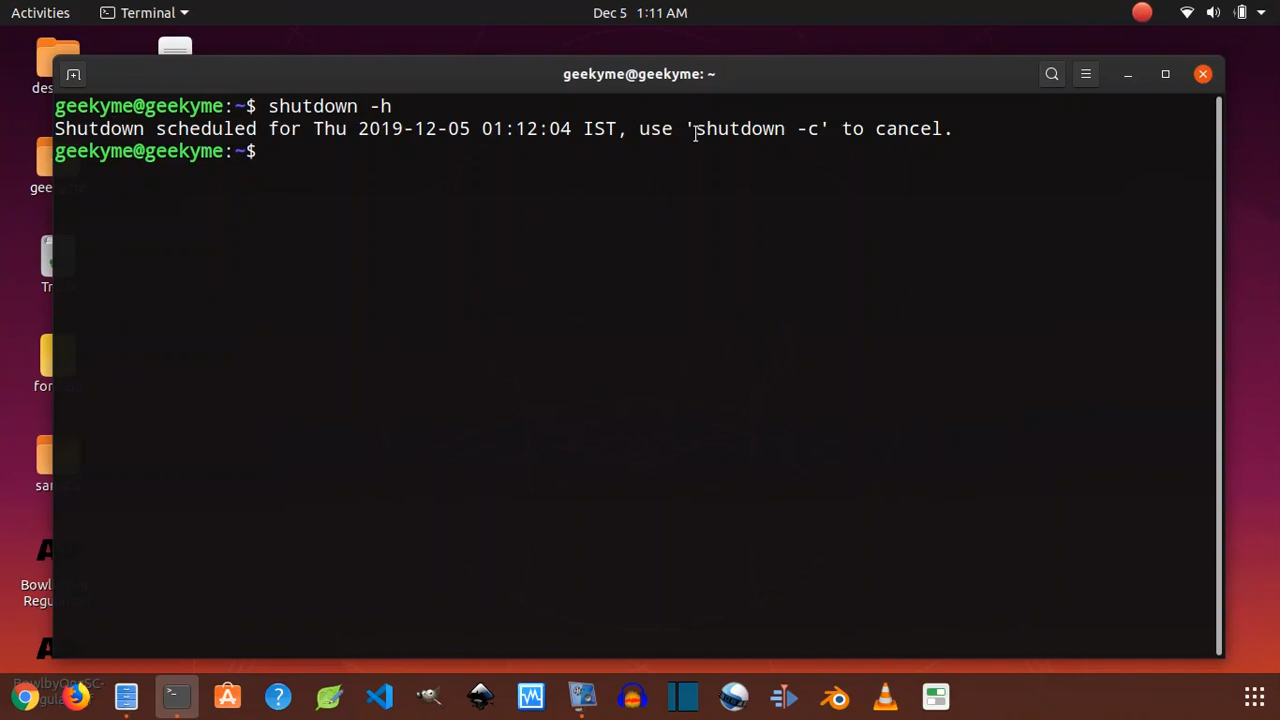 Activities Terminal Dec 5 1:11 AM
geekyme@geekyme: ~
geekyme@geekyme:~$ shutdown -h
Shutdown scheduled for Thu 2019-12-05 01:12:04 IST, use 'shutdown -c' to cancel.
geekyme@geekyme:~$